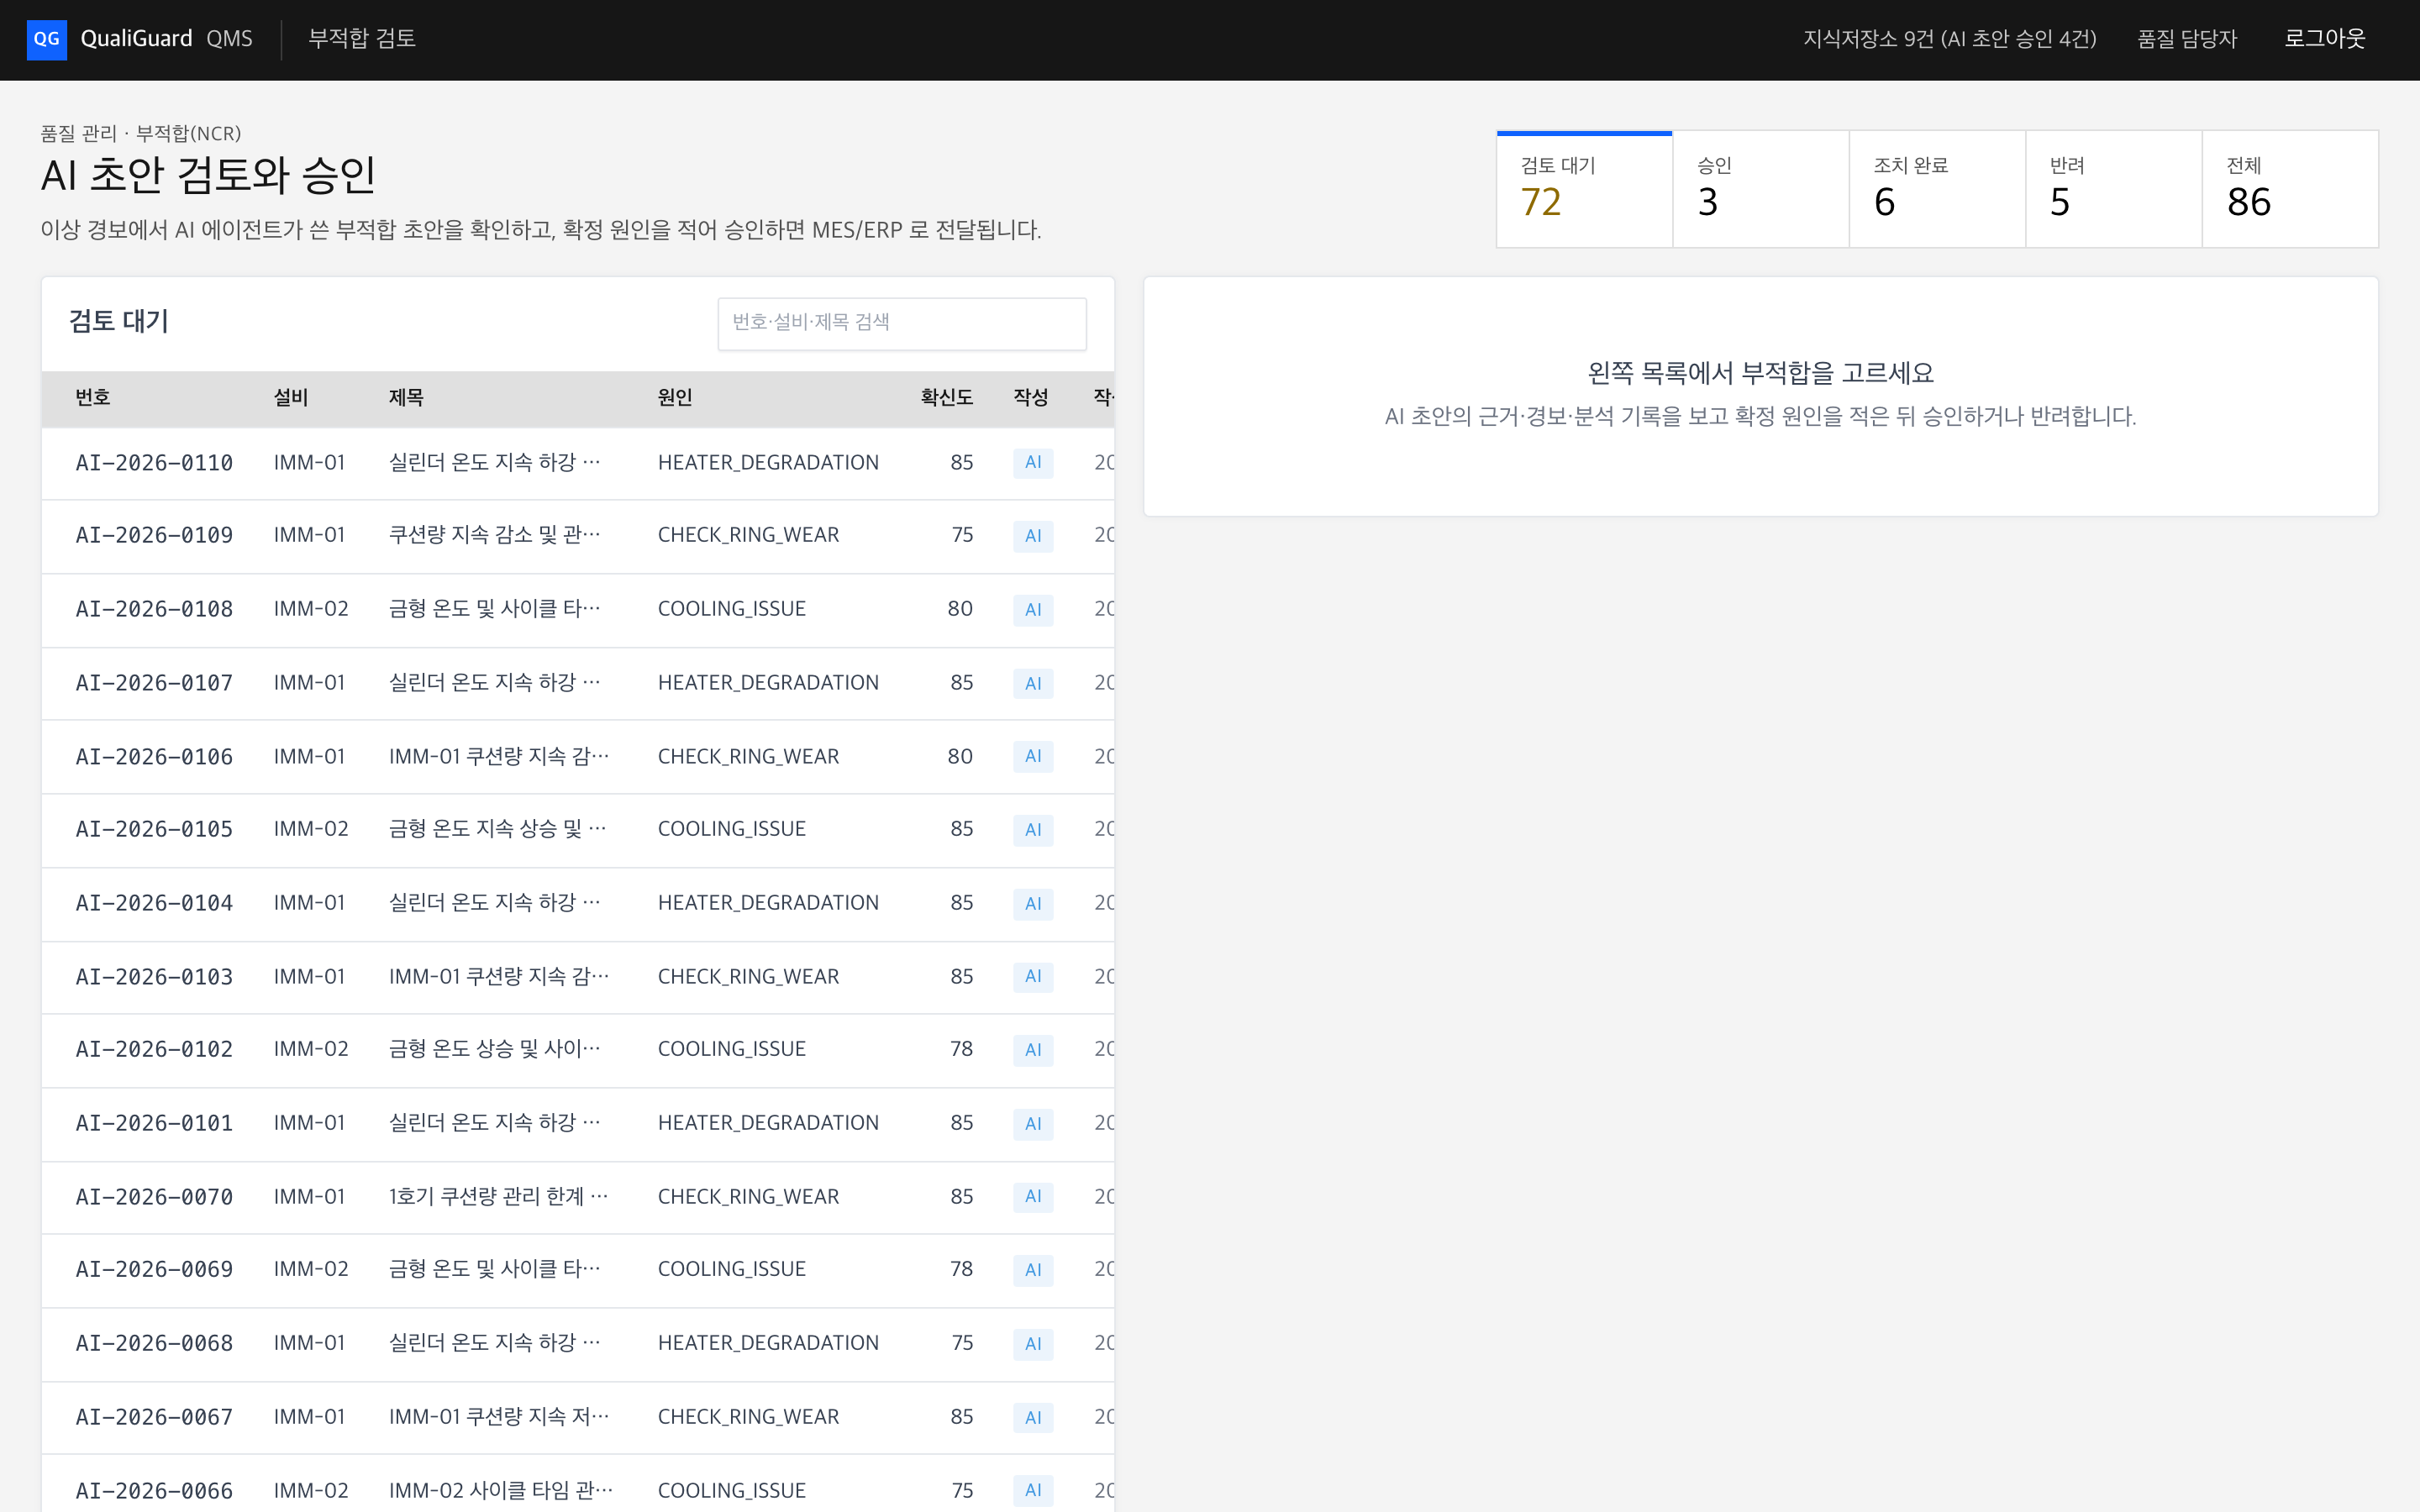 QG QualiGuard QMS 부적합 검토 지식저장소 9건 (AI 초안 승인 4건) 품질 담당자 로그아웃
품질 관리 · 부적합(NCR)
AI 초안 검토와 승인
이상 경보에서 AI 에이전트가 쓴 부적합 초안을 확인하고, 확정 원인을 적어 승인하면 MES/ERP 로 전달됩니다.
검토 대기 승인 조치 완료 반려 전체
72 3 6 5 86
검토 대기 번호·설비·제목 검색
번호 설비 제목 원인 확신도 작성
AI-2026-0110 IMM-01 실린더 온도 지속 하강 … HEATER_DEGRADATION 85 AI 20
AI-2026-0109 IMM-01 쿠션량 지속 감소 및 관… CHECK_RING_WEAR 75 AI 20
AI-2026-0108 IMM-02 금형 온도 및 사이클 타… COOLING_ISSUE 80 AI 20
AI-2026-0107 IMM-01 실린더 온도 지속 하강 … HEATER_DEGRADATION 85 AI 20
AI-2026-0106 IMM-01 IMM-01 쿠션량 지속 감… CHECK_RING_WEAR 80 AI 20
AI-2026-0105 IMM-02 금형 온도 지속 상승 및 … COOLING_ISSUE 85 AI 20
AI-2026-0104 IMM-01 실린더 온도 지속 하강 … HEATER_DEGRADATION 85 AI 20
AI-2026-0103 IMM-01 IMM-01 쿠션량 지속 감… CHECK_RING_WEAR 85 AI 20
AI-2026-0102 IMM-02 금형 온도 상승 및 사이… COOLING_ISSUE 78 AI 20
AI-2026-0101 IMM-01 실린더 온도 지속 하강 … HEATER_DEGRADATION 85 AI 20
AI-2026-0070 IMM-01 1호기 쿠션량 관리 한계 … CHECK_RING_WEAR 85 AI 20
AI-2026-0069 IMM-02 금형 온도 및 사이클 타… COOLING_ISSUE 78 AI 20
AI-2026-0068 IMM-01 실린더 온도 지속 하강 … HEATER_DEGRADATION 75 AI 20
AI-2026-0067 IMM-01 IMM-01 쿠션량 지속 저… CHECK_RING_WEAR 85 AI 20
AI-2026-0066 IMM-02 IMM-02 사이클 타임 관… COOLING_ISSUE 75 AI 20
왼쪽 목록에서 부적합을 고르세요
AI 초안의 근거·경보·분석 기록을 보고 확정 원인을 적은 뒤 승인하거나 반려합니다.